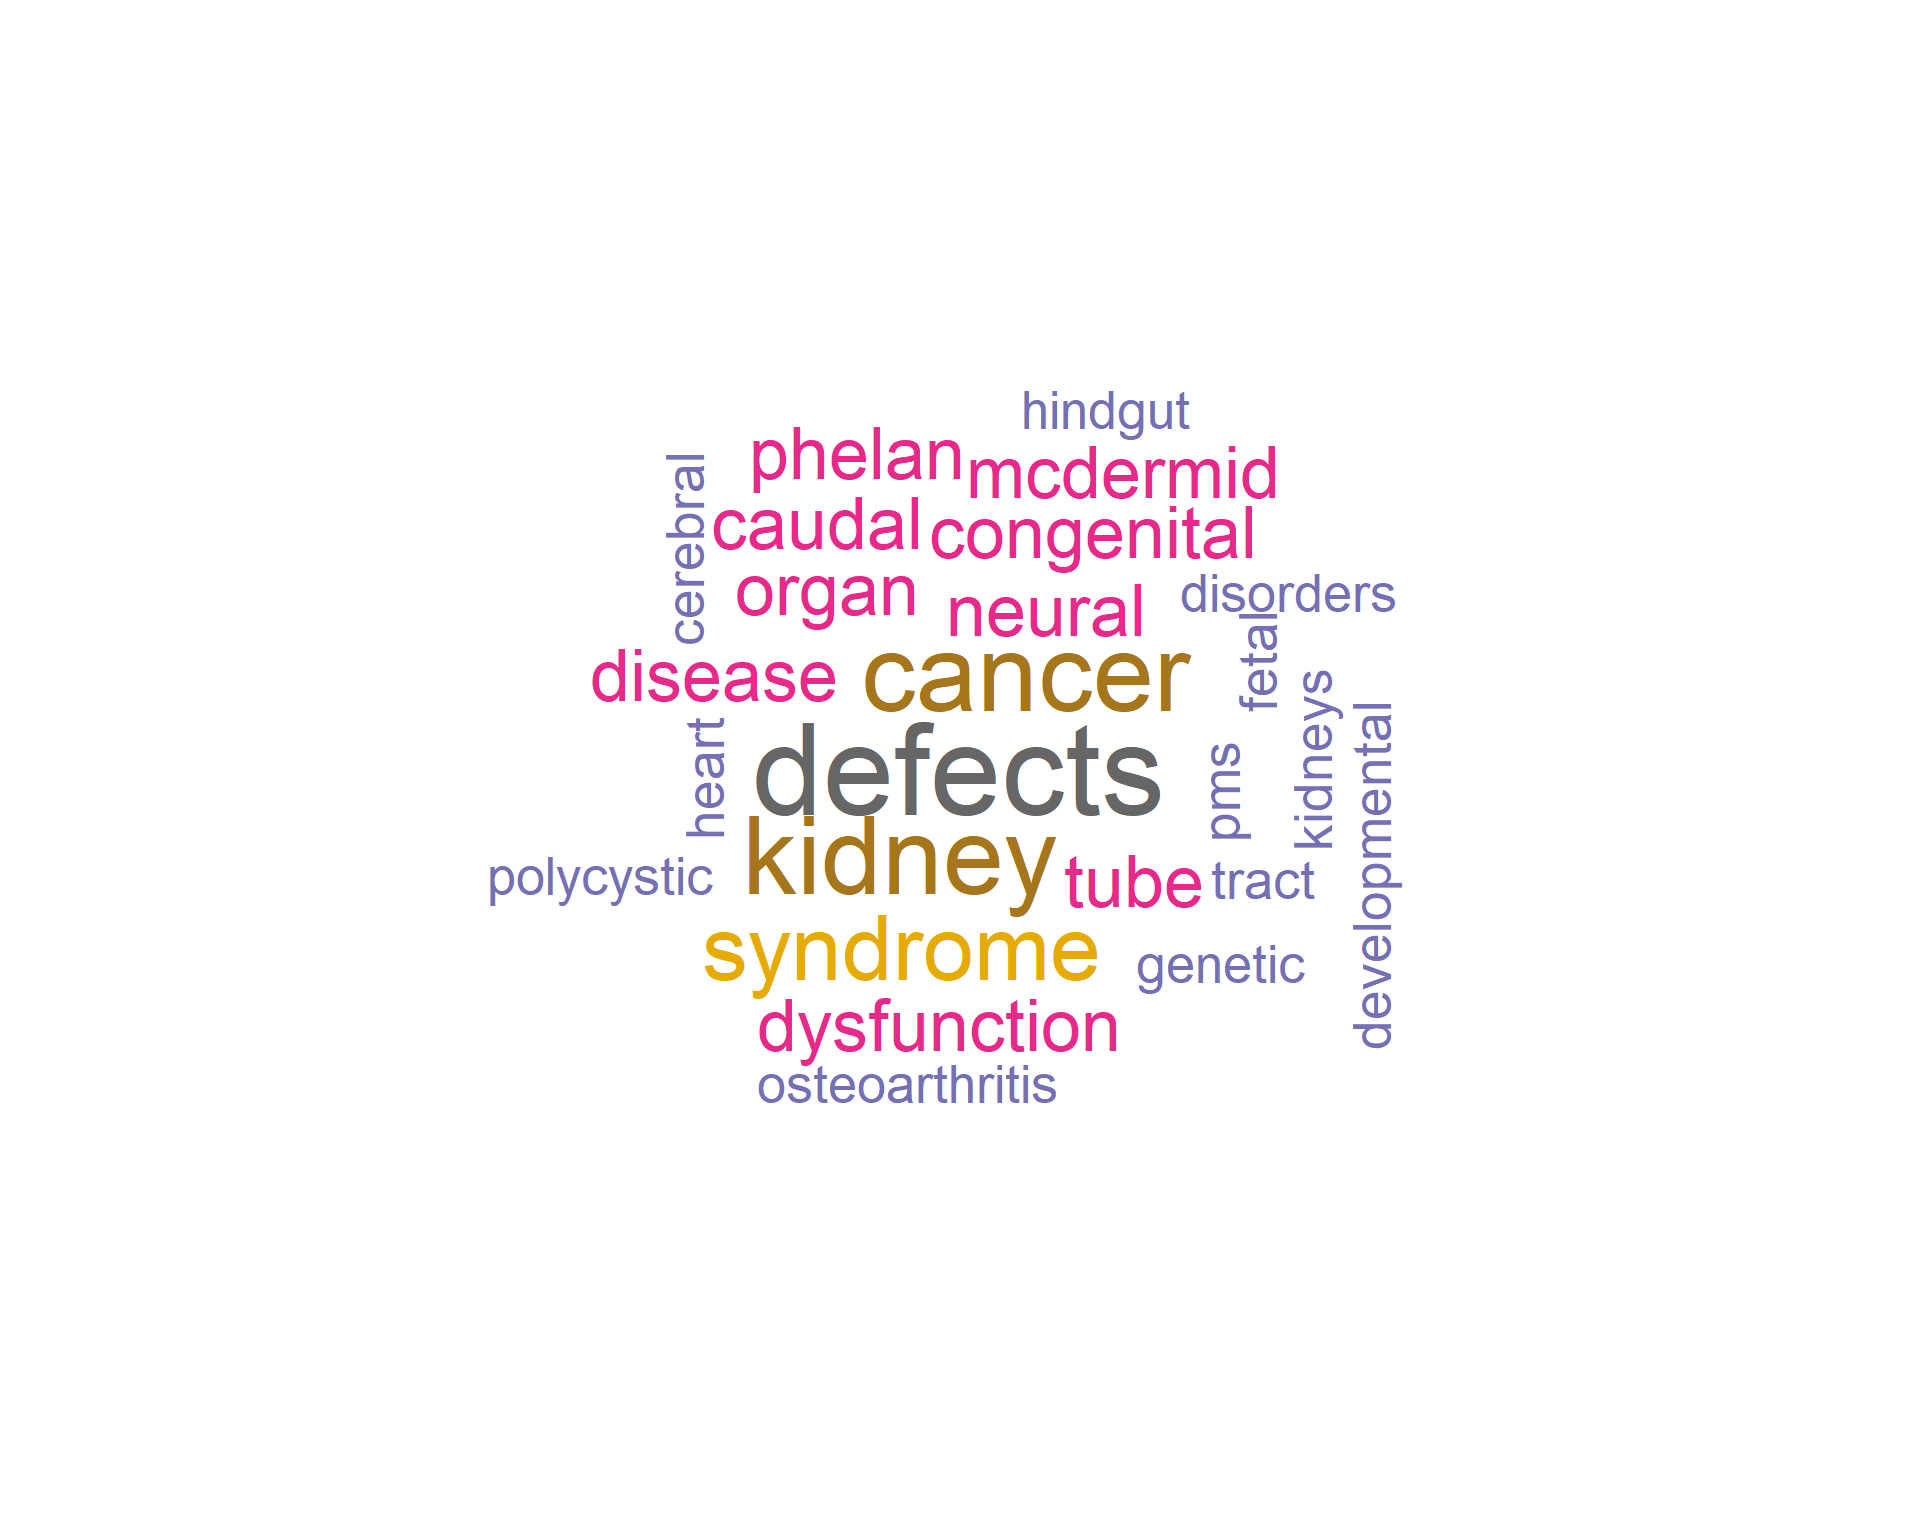 hindgut
phelan
mcdermid
cerebral
caudal
congenital
organ
neural
disorders
fetal
disease
cancer
kidneys
heart
defects
pms
developmental
polycystic
kidney
tube
tract
syndrome
genetic
dysfunction
osteoarthritis